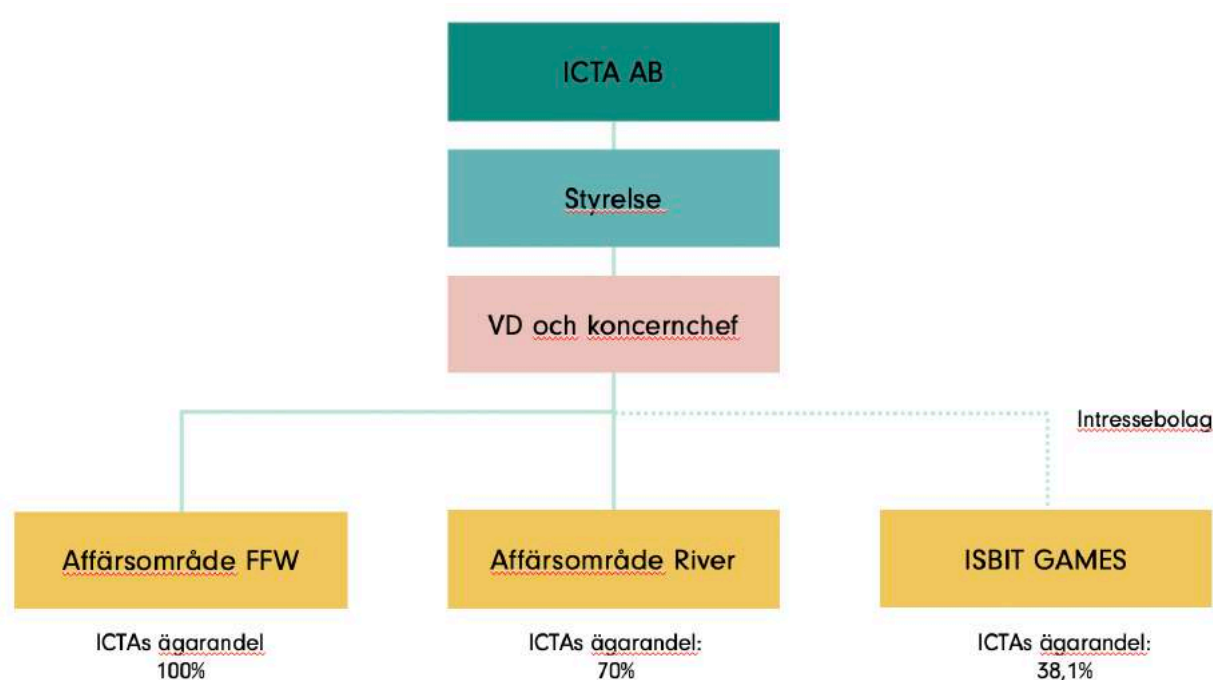 ICTA AB
Styrelse
VD och koncernchef
Intressebolag
Affärsområde FFW
Affärsområde River
ISBIT GAMES
ICTAs ägarandel
100%
ICTAs ägarandel:
70%
ICTAs ägarandel:
38,1%